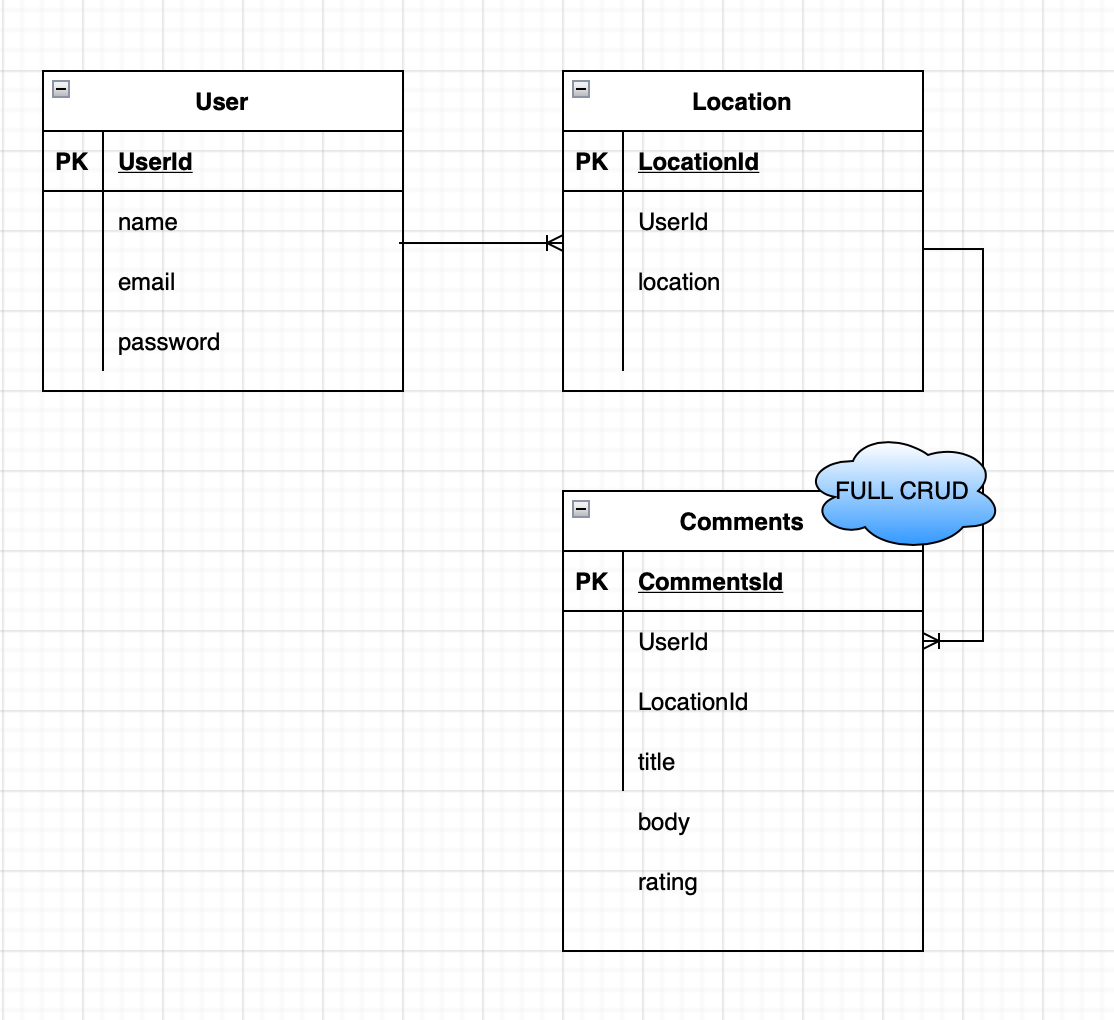 User
PK UserId
name
email
password
Location
PK LocationId
UserId
location
FULL CRUD
Comments
PK CommentsId
UserId
LocationId
title
body
rating